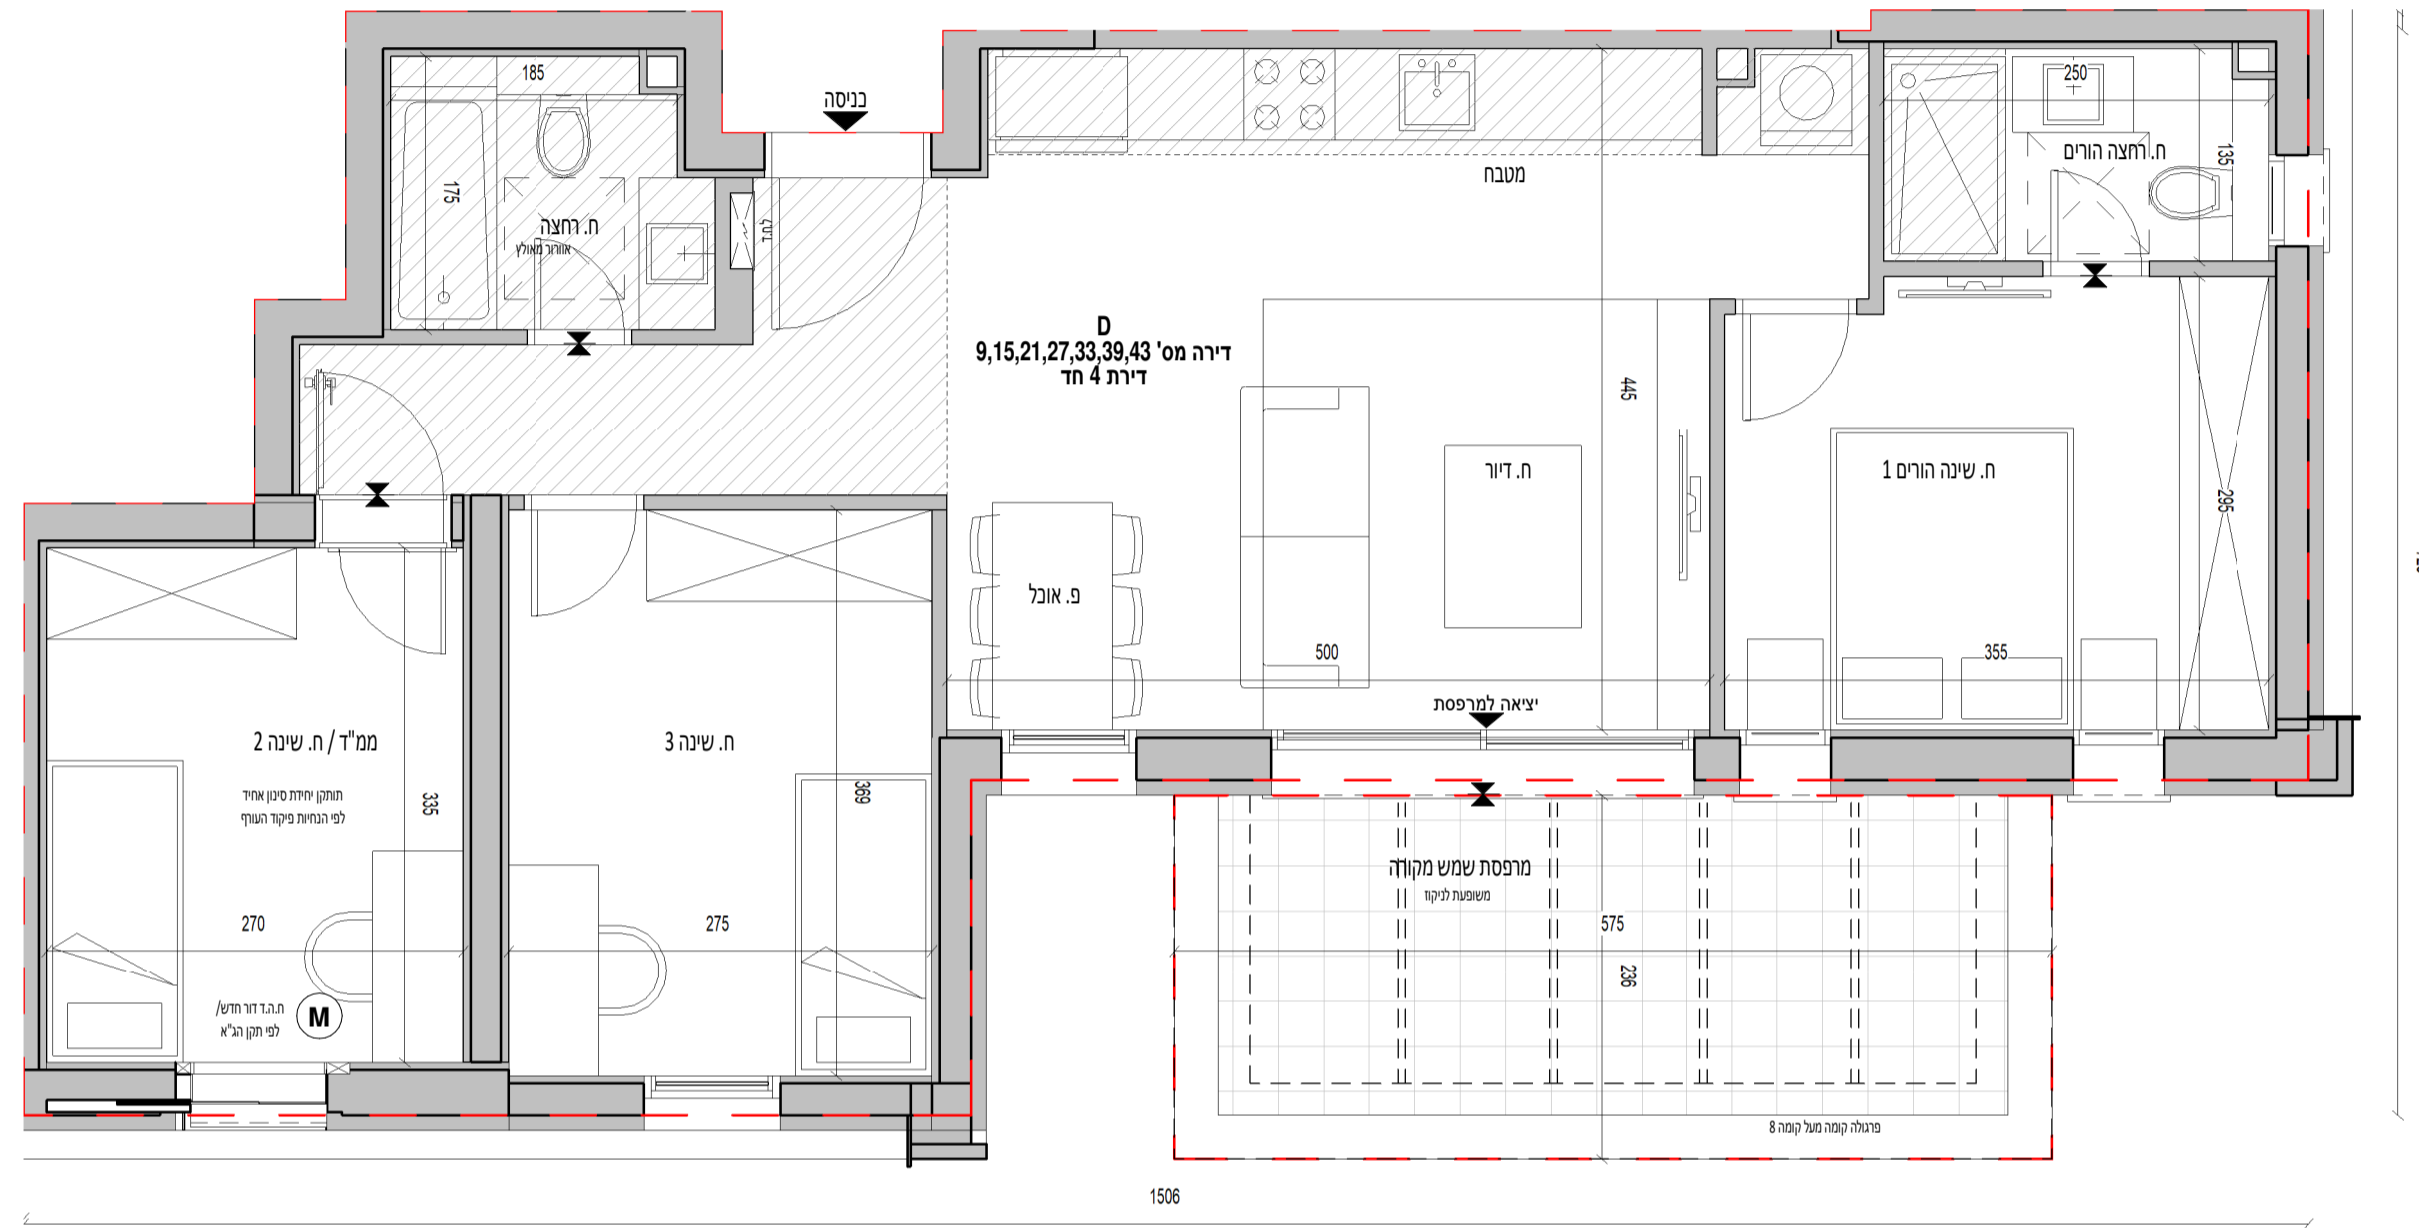 185
כניסה
250
175
ח. רחצה
אוורור מאולץ
ל.ח.ד
מטבח
ח. רחצה הורים
135
D
דירה מס' 9,15,21,27,33,39,43
דירת 4 חד
445
ח. דיור
ח. שינה הורים 1
295
פ. אוכל
500
355
יציאה למרפסת
ממ"ד / ח. שינה 2
תותקן יחידת סינון אחיד
לפי הנחיות פיקוד העורף
335
ח. שינה 3
369
270
275
מרפסת שמש מקורה
משופעת לניקוז
575
236
ח.ה.ד דור חדש/
לפי תקן הג"א
M
פרגולה קומה מעל קומה 8
1506